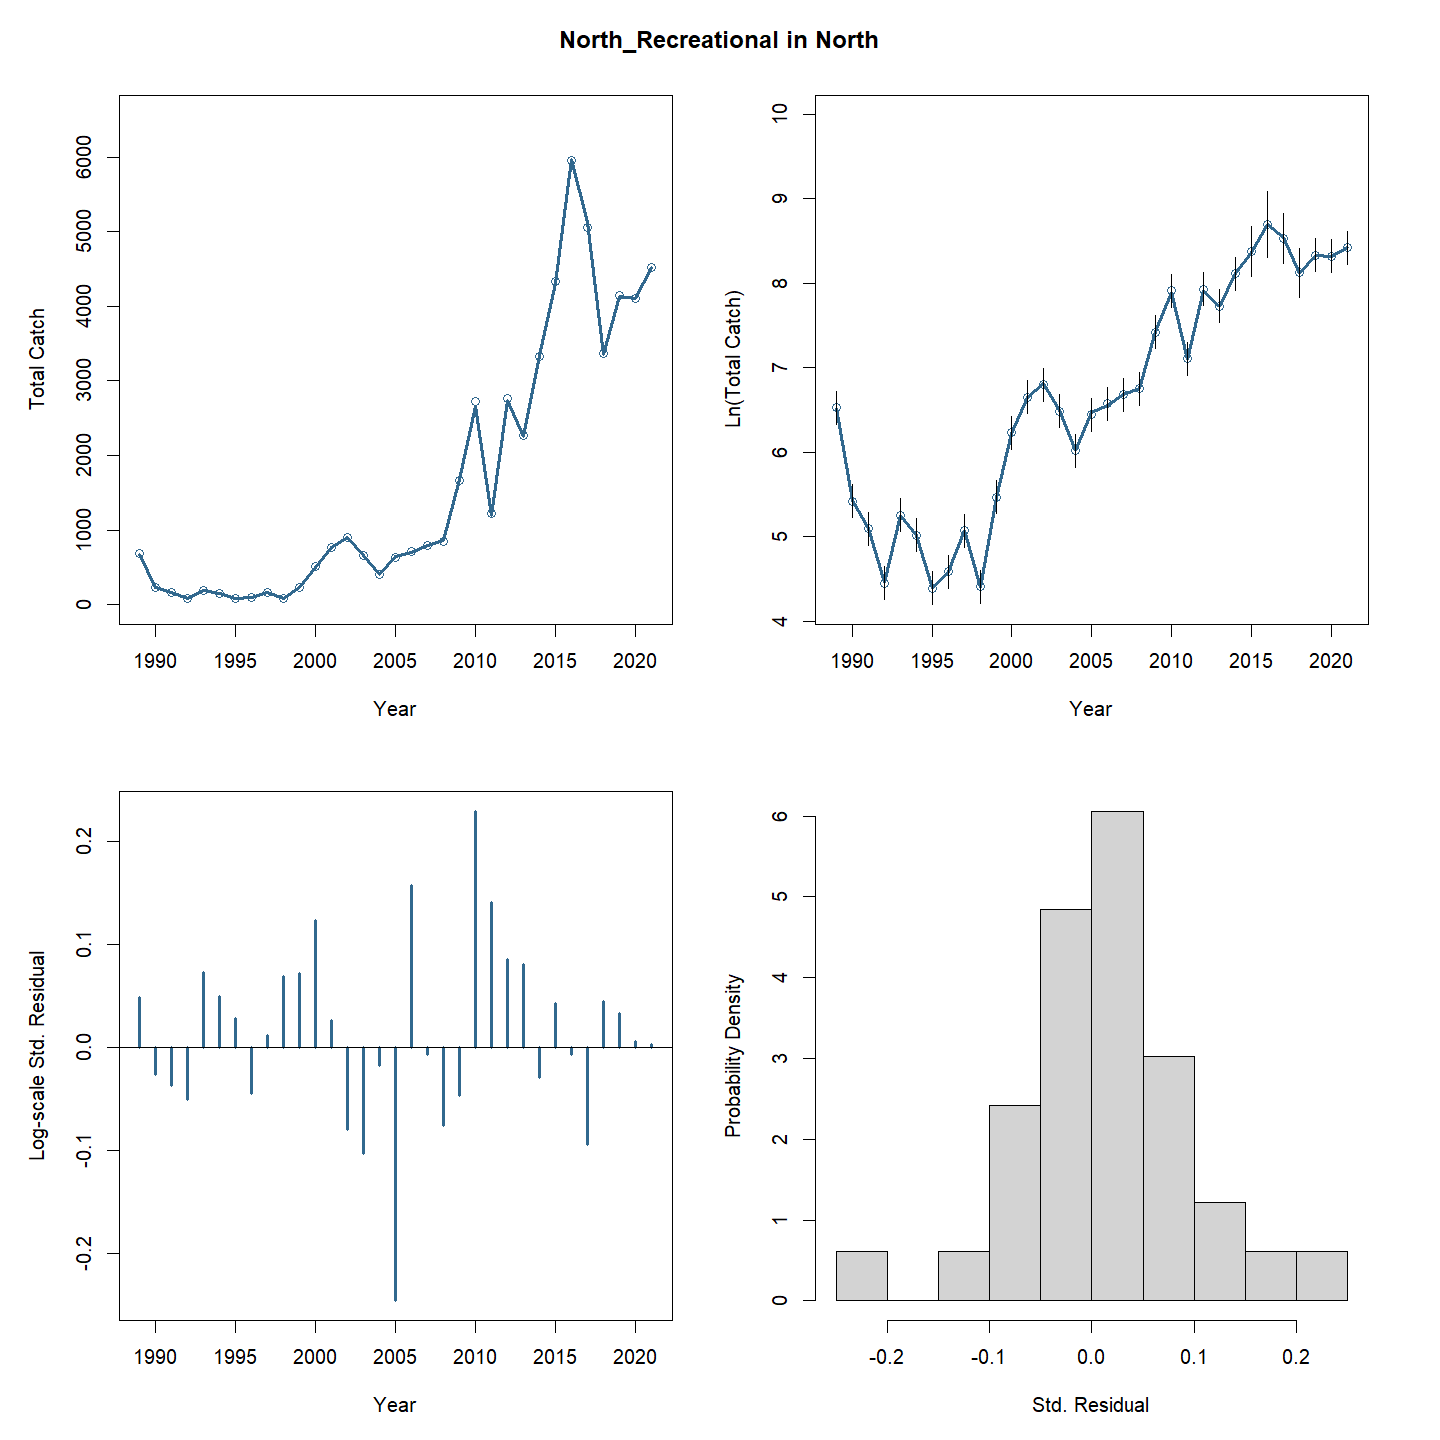 North_Recreational in North
Total Catch
0 1000 2000 3000 4000 5000 6000
1990 1995 2000 2005 2010 2015 2020
Year
Ln(Total Catch)
4 5 6 7 8 9 10
1990 1995 2000 2005 2010 2015 2020
Year
Log-scale Std. Residual
-0.2 -0.1 0.0 0.1 0.2
1990 1995 2000 2005 2010 2015 2020
Year
Probability Density
0 1 2 3 4 5 6
-0.2 -0.1 0.0 0.1 0.2
Std. Residual